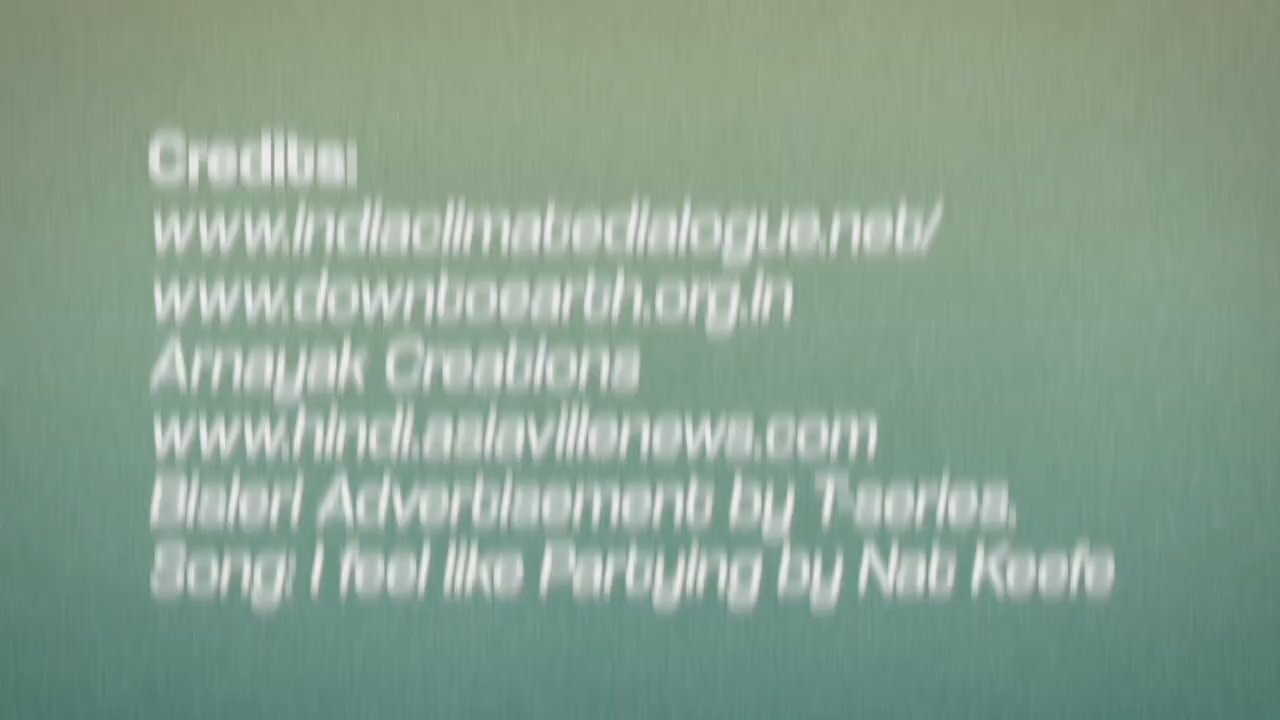 Credits:
www.indiaclimatedialogue.net/
www.downtoearth.org.in
Arnayak Creations
www.hindi.asiavillenews.com
Bisleri Advertisement by T-series.
Song: I feel like Partying by Nat Keefe